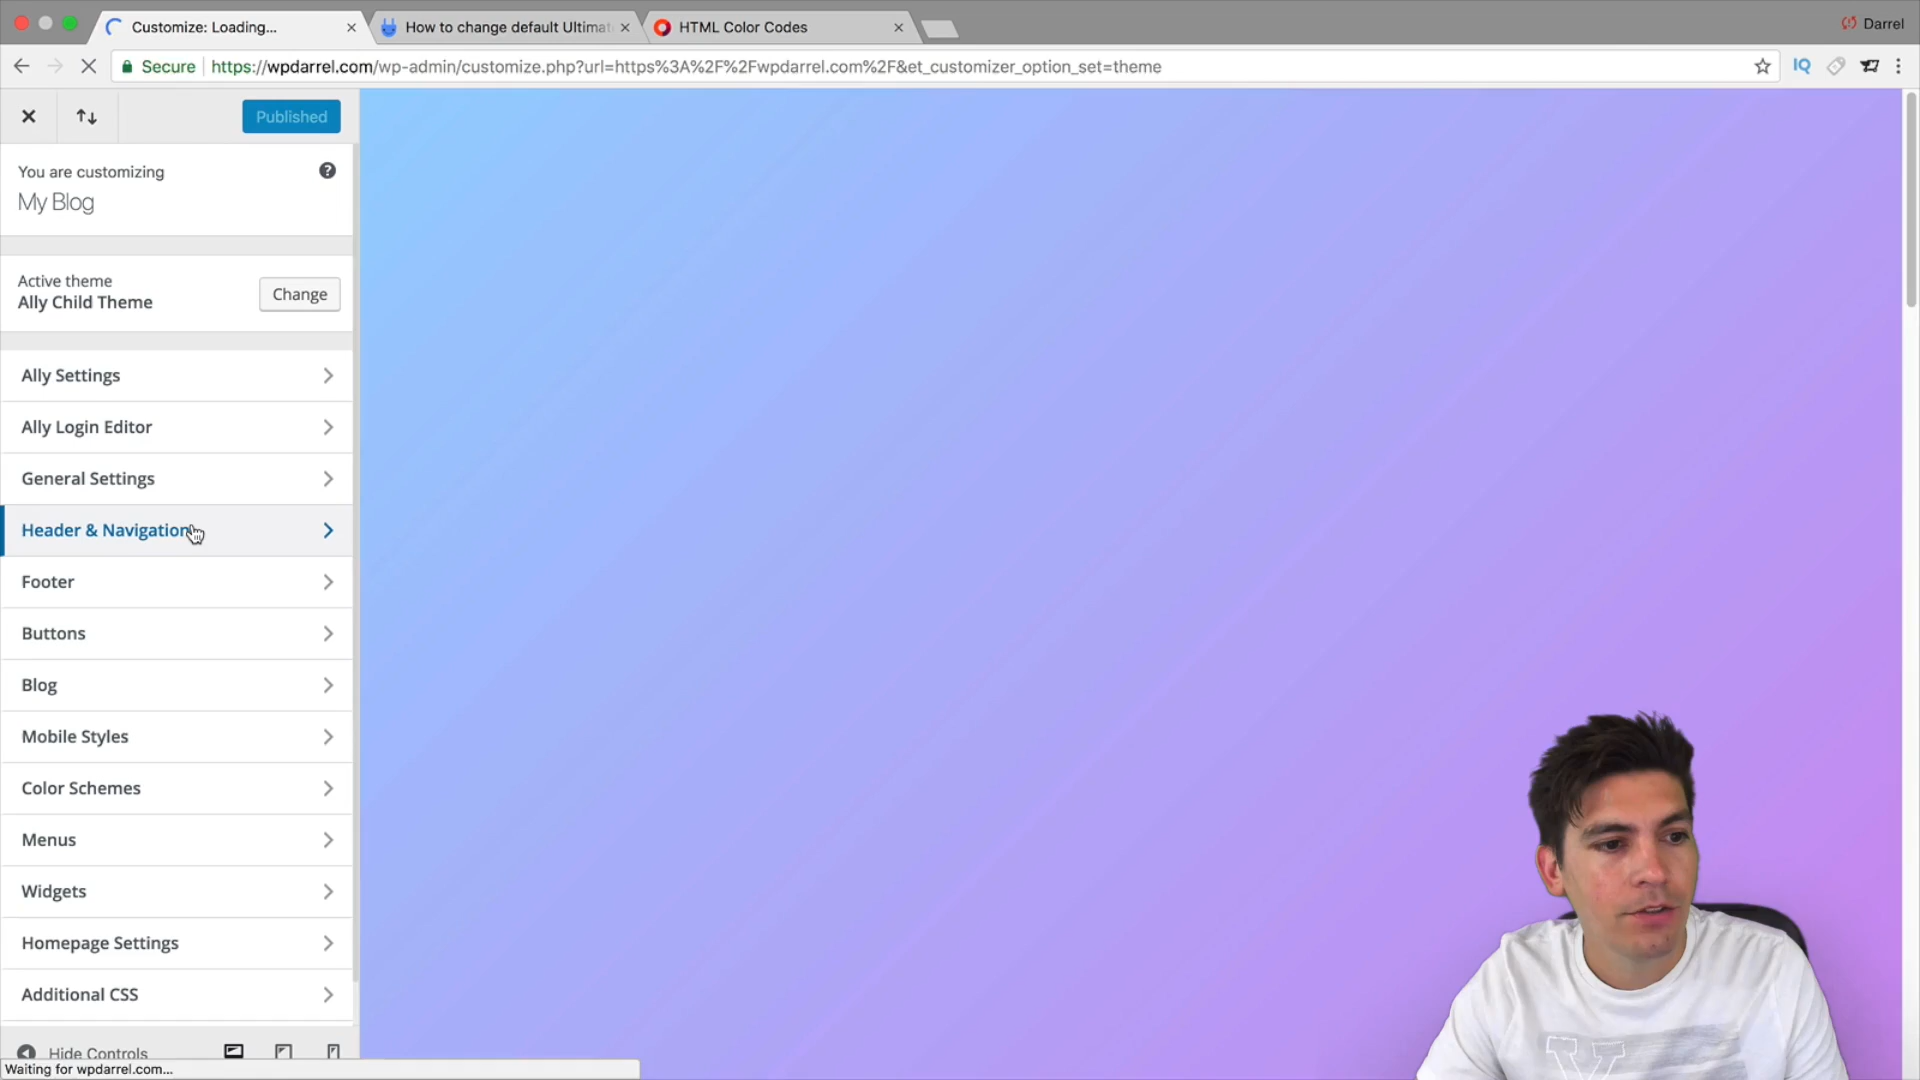 Customize: Loading...
How to change default Ultimat
HTML Color Codes
Darrel
Secure
https://wpdarrel.com/wp-admin/customize.php?url=https%3A%2F%2Fwpdarrel.com%2F&et_customizer_option_set=theme
IQ
Published
You are customizing
My Blog
Active theme
Ally Child Theme
Change
Ally Settings
Ally Login Editor
General Settings
Header & Navigation
Footer
Buttons
Blog
Mobile Styles
Color Schemes
Menus
Widgets
Homepage Settings
Additional CSS
Hide Controls
Waiting for wpdarrel.com...